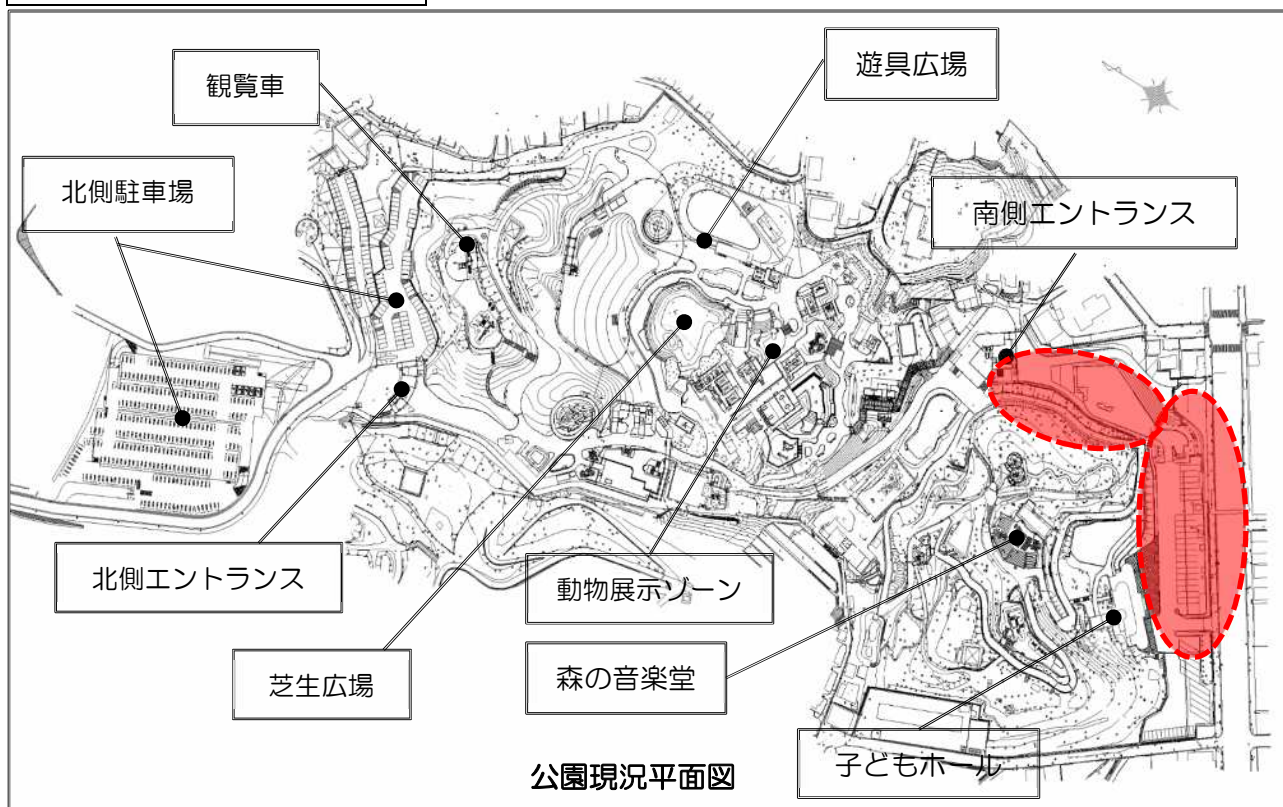 観覧車
遊具広場
北側駐車場
南側エントランス
北側エントランス
動物展示ゾーン
芝生広場
森の音楽堂
子どもホール
公園現況平面図